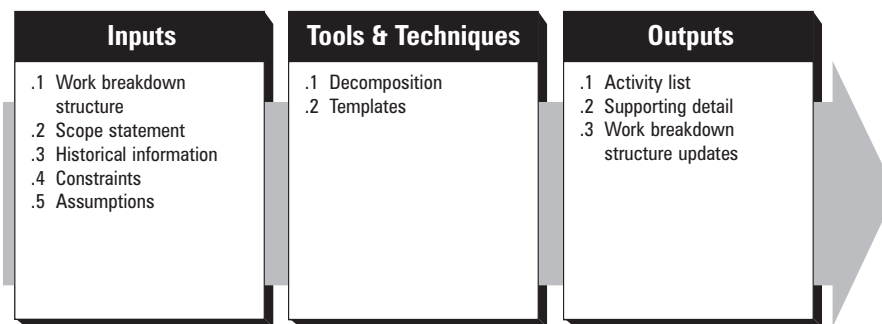 Inputs
.1 Work breakdown
structure
.2 Scope statement
.3 Historical information
.4 Constraints
.5 Assumptions
Tools & Techniques
.1 Decomposition
.2 Templates
Outputs
.1 Activity list
.2 Supporting detail
.3 Work breakdown
structure updates